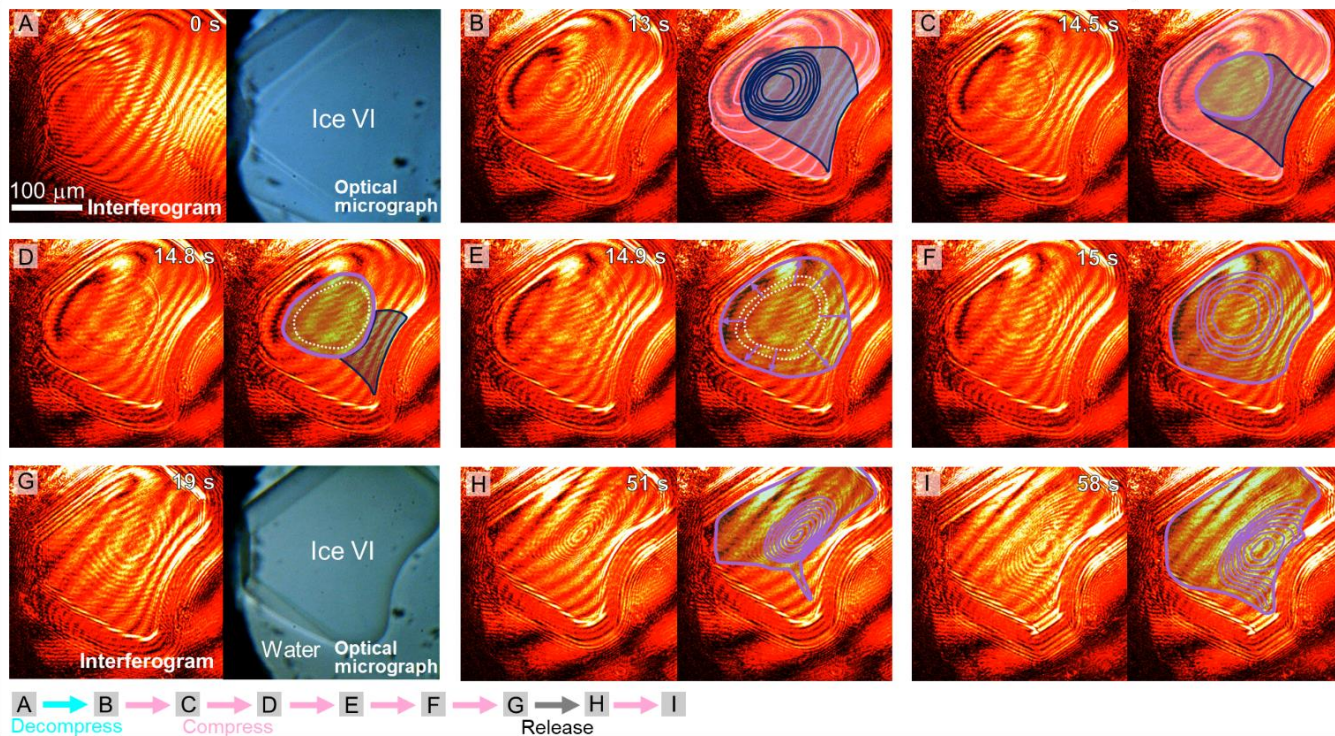 A
0 s
Ice VI
100 μm
Interferogram
Optical
micrograph
B
13 s
C
14.5 s
D
14.8 s
E
14.9 s
F
15 s
G
19 s
Ice VI
Interferogram
Water
Optical
micrograph
H
51 s
I
58 s
A B C D E F G H I
Decompress Compress Release